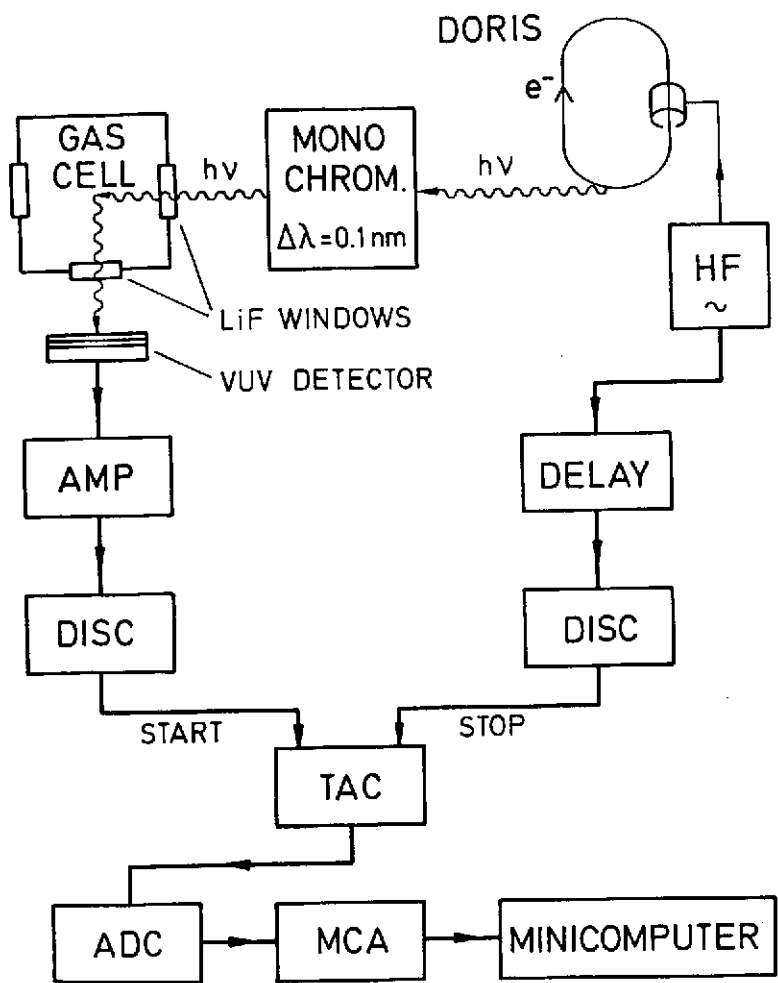 DORIS
e⁻
GAS
CELL
hν
MONO
CHROM.
Δλ = 0.1 nm
hν
HF
~
LiF WINDOWS
VUV DETECTOR
AMP
DELAY
DISC
DISC
START
STOP
TAC
ADC
MCA
MINICOMPUTER